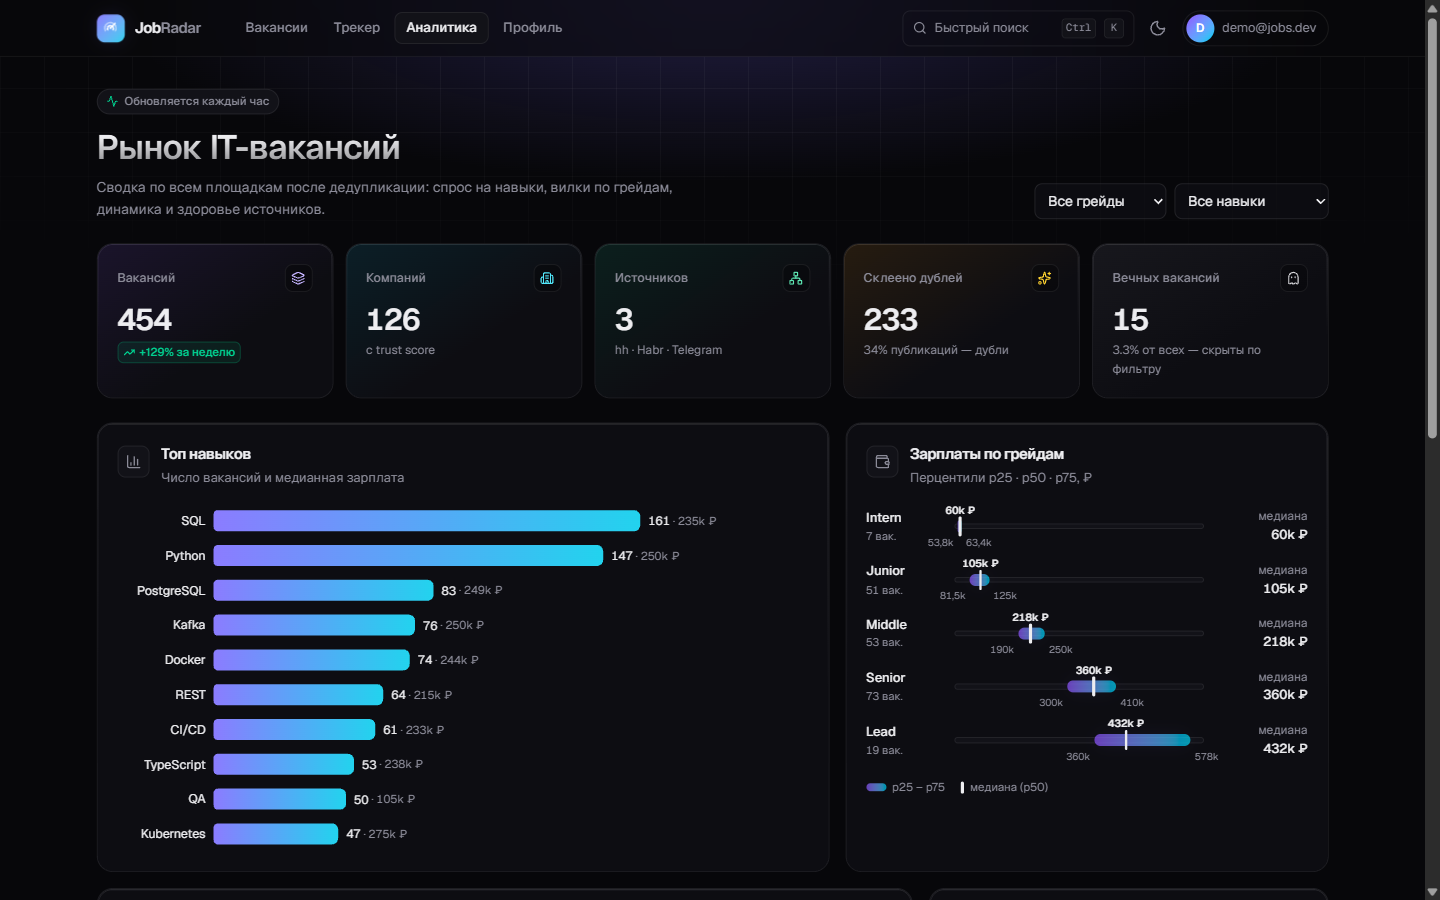 JobRadar Вакансии Трекер Аналитика Профиль Быстрый поиск Ctrl K D demo@jobs.dev
Обновляется каждый час
Рынок IT-вакансий
Сводка по всем площадкам после дедупликации: спрос на навыки, вилки по грейдам,
динамика и здоровье источников.
Все грейды Все навыки
Вакансий
454
+129% за неделю
Компаний
126
с trust score
Источников
3
hh · Habr · Telegram
Склеено дублей
233
34% публикаций — дубли
Вечных вакансий
15
3.3% от всех — скрыты по
фильтру
Топ навыков
Число вакансий и медианная зарплата
SQL 161 · 235k ₽
Python 147 · 250k ₽
PostgreSQL 83 · 249k ₽
Kafka 76 · 250k ₽
Docker 74 · 244k ₽
REST 64 · 215k ₽
CI/CD 61 · 233k ₽
TypeScript 53 · 238k ₽
QA 50 · 105k ₽
Kubernetes 47 · 275k ₽
Зарплаты по грейдам
Перцентили p25 · p50 · p75, ₽
60k ₽
Intern медиана
7 вак. 53,8k 63,4k 60k ₽
105k ₽
Junior медиана
51 вак. 81,5k 125k 105k ₽
218k ₽
Middle медиана
53 вак. 190k 250k 218k ₽
360k ₽
Senior медиана
73 вак. 300k 410k 360k ₽
432k ₽
Lead медиана
19 вак. 360k 578k 432k ₽
p25 – p75 медиана (p50)